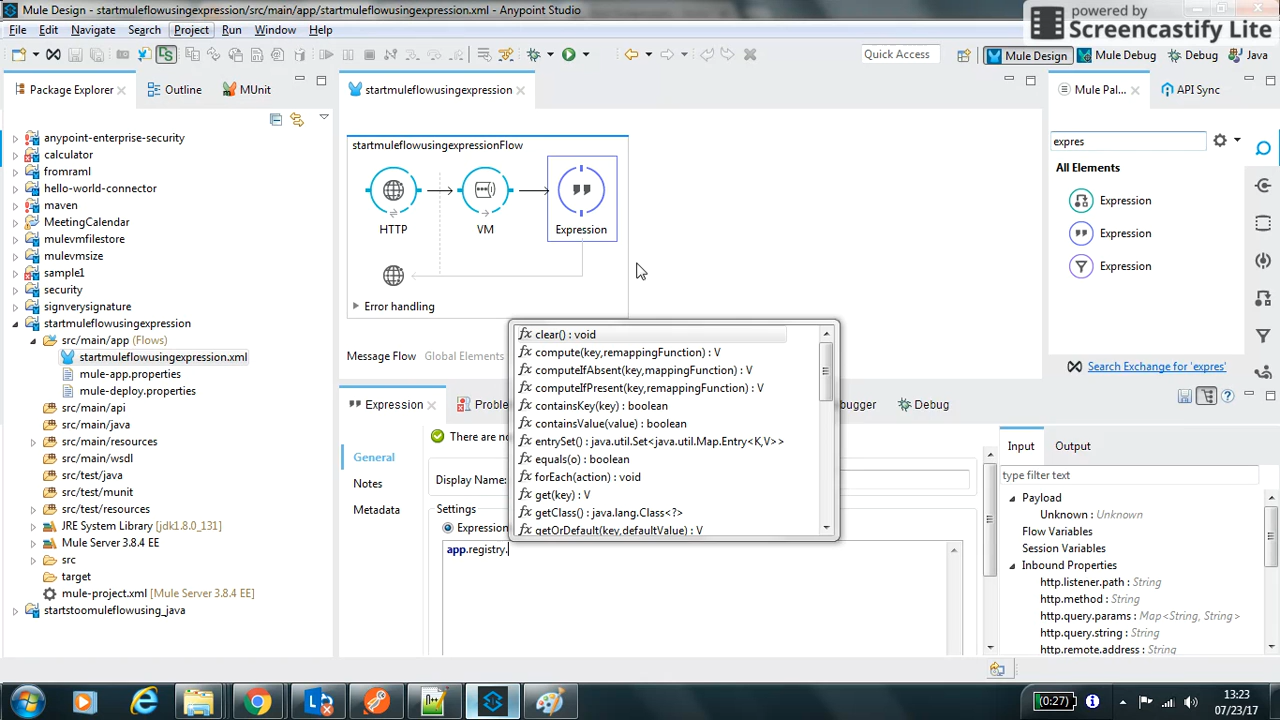 Mule Design - startmuleflowusingexpression/src/main/app/startmuleflowusingexpression.xml - Anypoint Studio
powered by
Screencastify Lite
File Edit Navigate Search Project Run Window Help
Quick Access
Mule Design
Mule Debug
Debug
Java
Package Explorer
Outline
MUnit
startmuleflowusingexpression
Mule Pal...
API Sync
anypoint-enterprise-security
calculator
fromraml
hello-world-connector
maven
MeetingCalendar
mulevmfilestore
mulevmsize
sample1
security
signverysignature
startmuleflowusingexpression
src/main/app (Flows)
startmuleflowusingexpression.xml
mule-app.properties
mule-deploy.properties
src/main/api
src/main/java
src/main/resources
src/main/wsdl
src/test/java
src/test/munit
src/test/resources
JRE System Library [jdk1.8.0_131]
Mule Server 3.8.4 EE
src
target
mule-project.xml [Mule Server 3.8.4 EE]
startstoomuleflowusing_java
startmuleflowusingexpressionFlow
HTTP
VM
Expression
Error handling
Message Flow
Global Elements
clear() : void
compute(key,remappingFunction) : V
computeIfAbsent(key,mappingFunction) : V
computeIfPresent(key,remappingFunction) : V
containsKey(key) : boolean
containsValue(value) : boolean
entrySet() : java.util.Set<java.util.Map.Entry<K,V>>
equals(o) : boolean
forEach(action) : void
get(key) : V
getClass() : java.lang.Class<?>
getOrDefault(key,defaultValue) : V
expres
All Elements
Expression
Expression
Expression
Search Exchange for 'expres'
Expression
Proble
ugger
Debug
There are no
General
Notes
Metadata
Display Name:
Settings
Expression
app.registry.
Input
Output
type filter text
Payload
Unknown : Unknown
Flow Variables
Session Variables
Inbound Properties
http.listener.path : String
http.method : String
http.query.params : Map<String, String>
http.query.string : String
http.remote.address : String
(0:27)
13:23
07/23/17